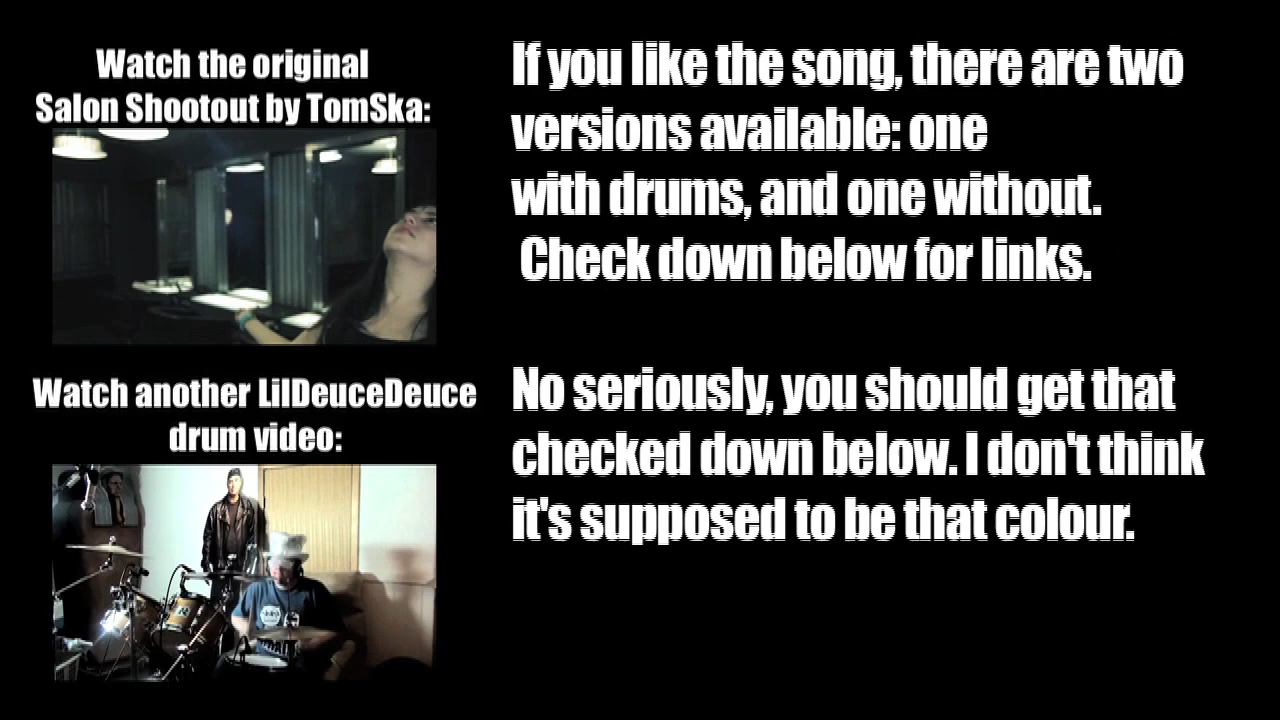 Watch the original
Salon Shootout by TomSka:
Watch another LilDeuceDeuce
drum video:
If you like the song, there are two
versions available: one
with drums, and one without.
Check down below for links.
No seriously, you should get that
checked down below. I don't think
it's supposed to be that colour.